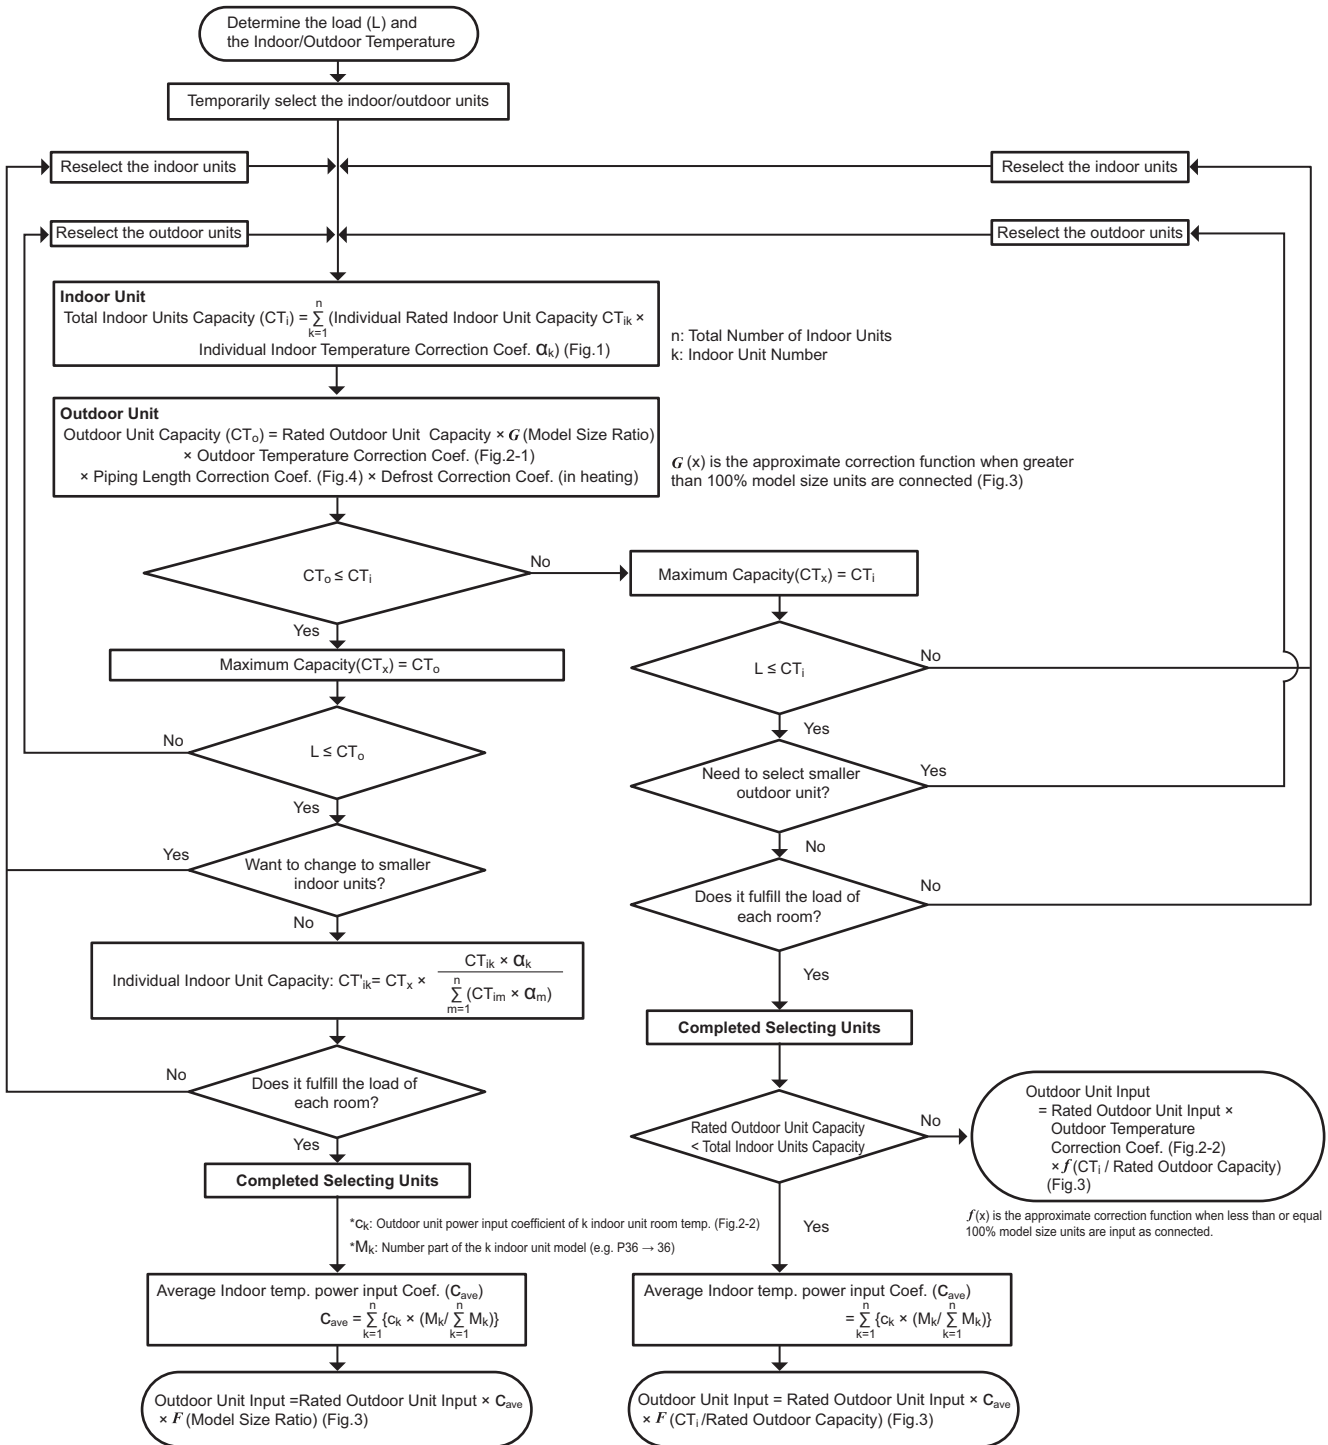 Determine the load (L) and
the Indoor/Outdoor Temperature
Temporarily select the indoor/outdoor units
Reselect the indoor units
Reselect the indoor units
Reselect the outdoor units
Reselect the outdoor units
Indoor Unit
Total Indoor Units Capacity (CTi) = n∑k=1 (Individual Rated Indoor Unit Capacity CTik ×
Individual Indoor Temperature Correction Coef. αk) (Fig.1)
n: Total Number of Indoor Units
k: Indoor Unit Number
Outdoor Unit
Outdoor Unit Capacity (CTo) = Rated Outdoor Unit Capacity × G (Model Size Ratio)
× Outdoor Temperature Correction Coef. (Fig.2-1)
× Piping Length Correction Coef. (Fig.4) × Defrost Correction Coef. (in heating)
G (x) is the approximate correction function when greater
than 100% model size units are connected (Fig.3)
CTo ≤ CTi
No
Yes
Maximum Capacity(CTx) = CTi
Maximum Capacity(CTx) = CTo
L ≤ CTi
No
Yes
L ≤ CTo
No
Yes
Need to select smaller
outdoor unit?
Yes
No
Want to change to smaller
indoor units?
Yes
No
Does it fulfill the load of
each room?
No
Yes
Individual Indoor Unit Capacity: CT'ik= CTx ×
CTik × αk
n∑m=1 (CTim × αm)
Does it fulfill the load of
each room?
No
Yes
Completed Selecting Units
Completed Selecting Units
Rated Outdoor Unit Capacity
< Total Indoor Units Capacity
No
Yes
Outdoor Unit Input
= Rated Outdoor Unit Input ×
Outdoor Temperature
Correction Coef. (Fig.2-2)
× f (CTi / Rated Outdoor Capacity)
(Fig.3)
f (x) is the approximate correction function when less than or equal
100% model size units are input as connected.
*ck: Outdoor unit power input coefficient of k indoor unit room temp. (Fig.2-2)
*Mk: Number part of the k indoor unit model (e.g. P36 → 36)
Average Indoor temp. power input Coef. (Cave)
Cave = n∑k=1 {ck × (Mk/ n∑k=1 Mk)}
Average Indoor temp. power input Coef. (Cave)
= n∑k=1 {ck × (Mk/ n∑k=1 Mk)}
Outdoor Unit Input =Rated Outdoor Unit Input × Cave
× F (Model Size Ratio) (Fig.3)
Outdoor Unit Input = Rated Outdoor Unit Input × Cave
× F (CTi /Rated Outdoor Capacity) (Fig.3)